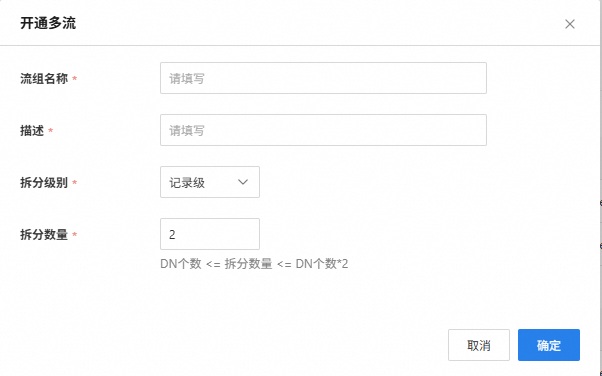 开通多流
流组名称 *
请填写
描述 *
请填写
拆分级别 *
记录级
拆分数量 *
2
DN个数 <= 拆分数量 <= DN个数*2
取消
确定